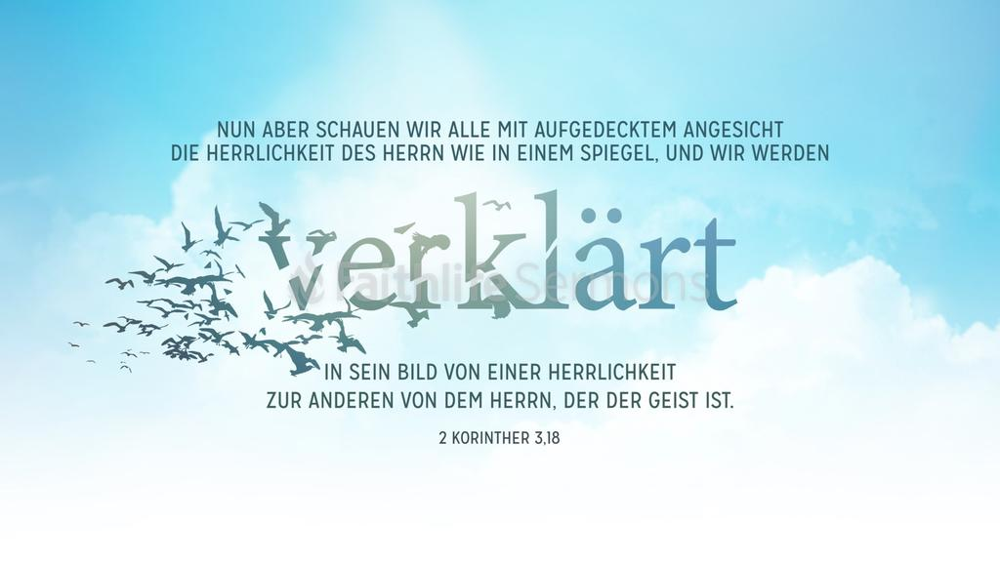 NUN ABER SCHAUEN WIR ALLE MIT AUFGEDECKTEM ANGESICHT
DIE HERRLICHKEIT DES HERRN WIE IN EINEM SPIEGEL, UND WIR WERDEN
verklärt
Faithlife Sermons
IN SEIN BILD VON EINER HERRLICHKEIT
ZUR ANDEREN VON DEM HERRN, DER DER GEIST IST.
2 KORINTHER 3,18